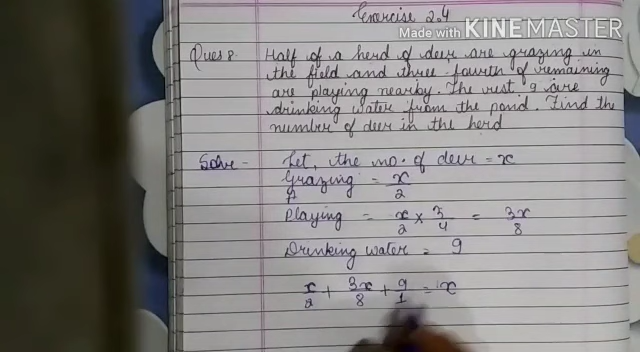 Exercise 2.4
Made with KINEMASTER
Ques 8. Half of a herd of deer are grazing in
the field and three fourth of remaining
are playing nearby. The rest 9 are
drinking water from the pond. Find the
number of deer in the herd
Solve - Let, the no. of deer = x
Grazing = x/2
Playing = x/2 × 3/4 = 3x/8
Drinking water = 9
x/2 + 3x/8 + 9/1 = x